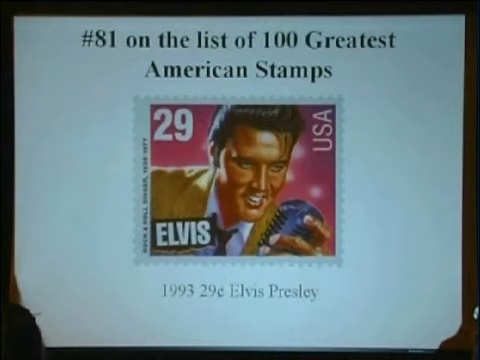 #81 on the list of 100 Greatest
American Stamps
29
USA
ROCK & ROLL SINGER, 1935-1977
ELVIS
1993 29¢ Elvis Presley